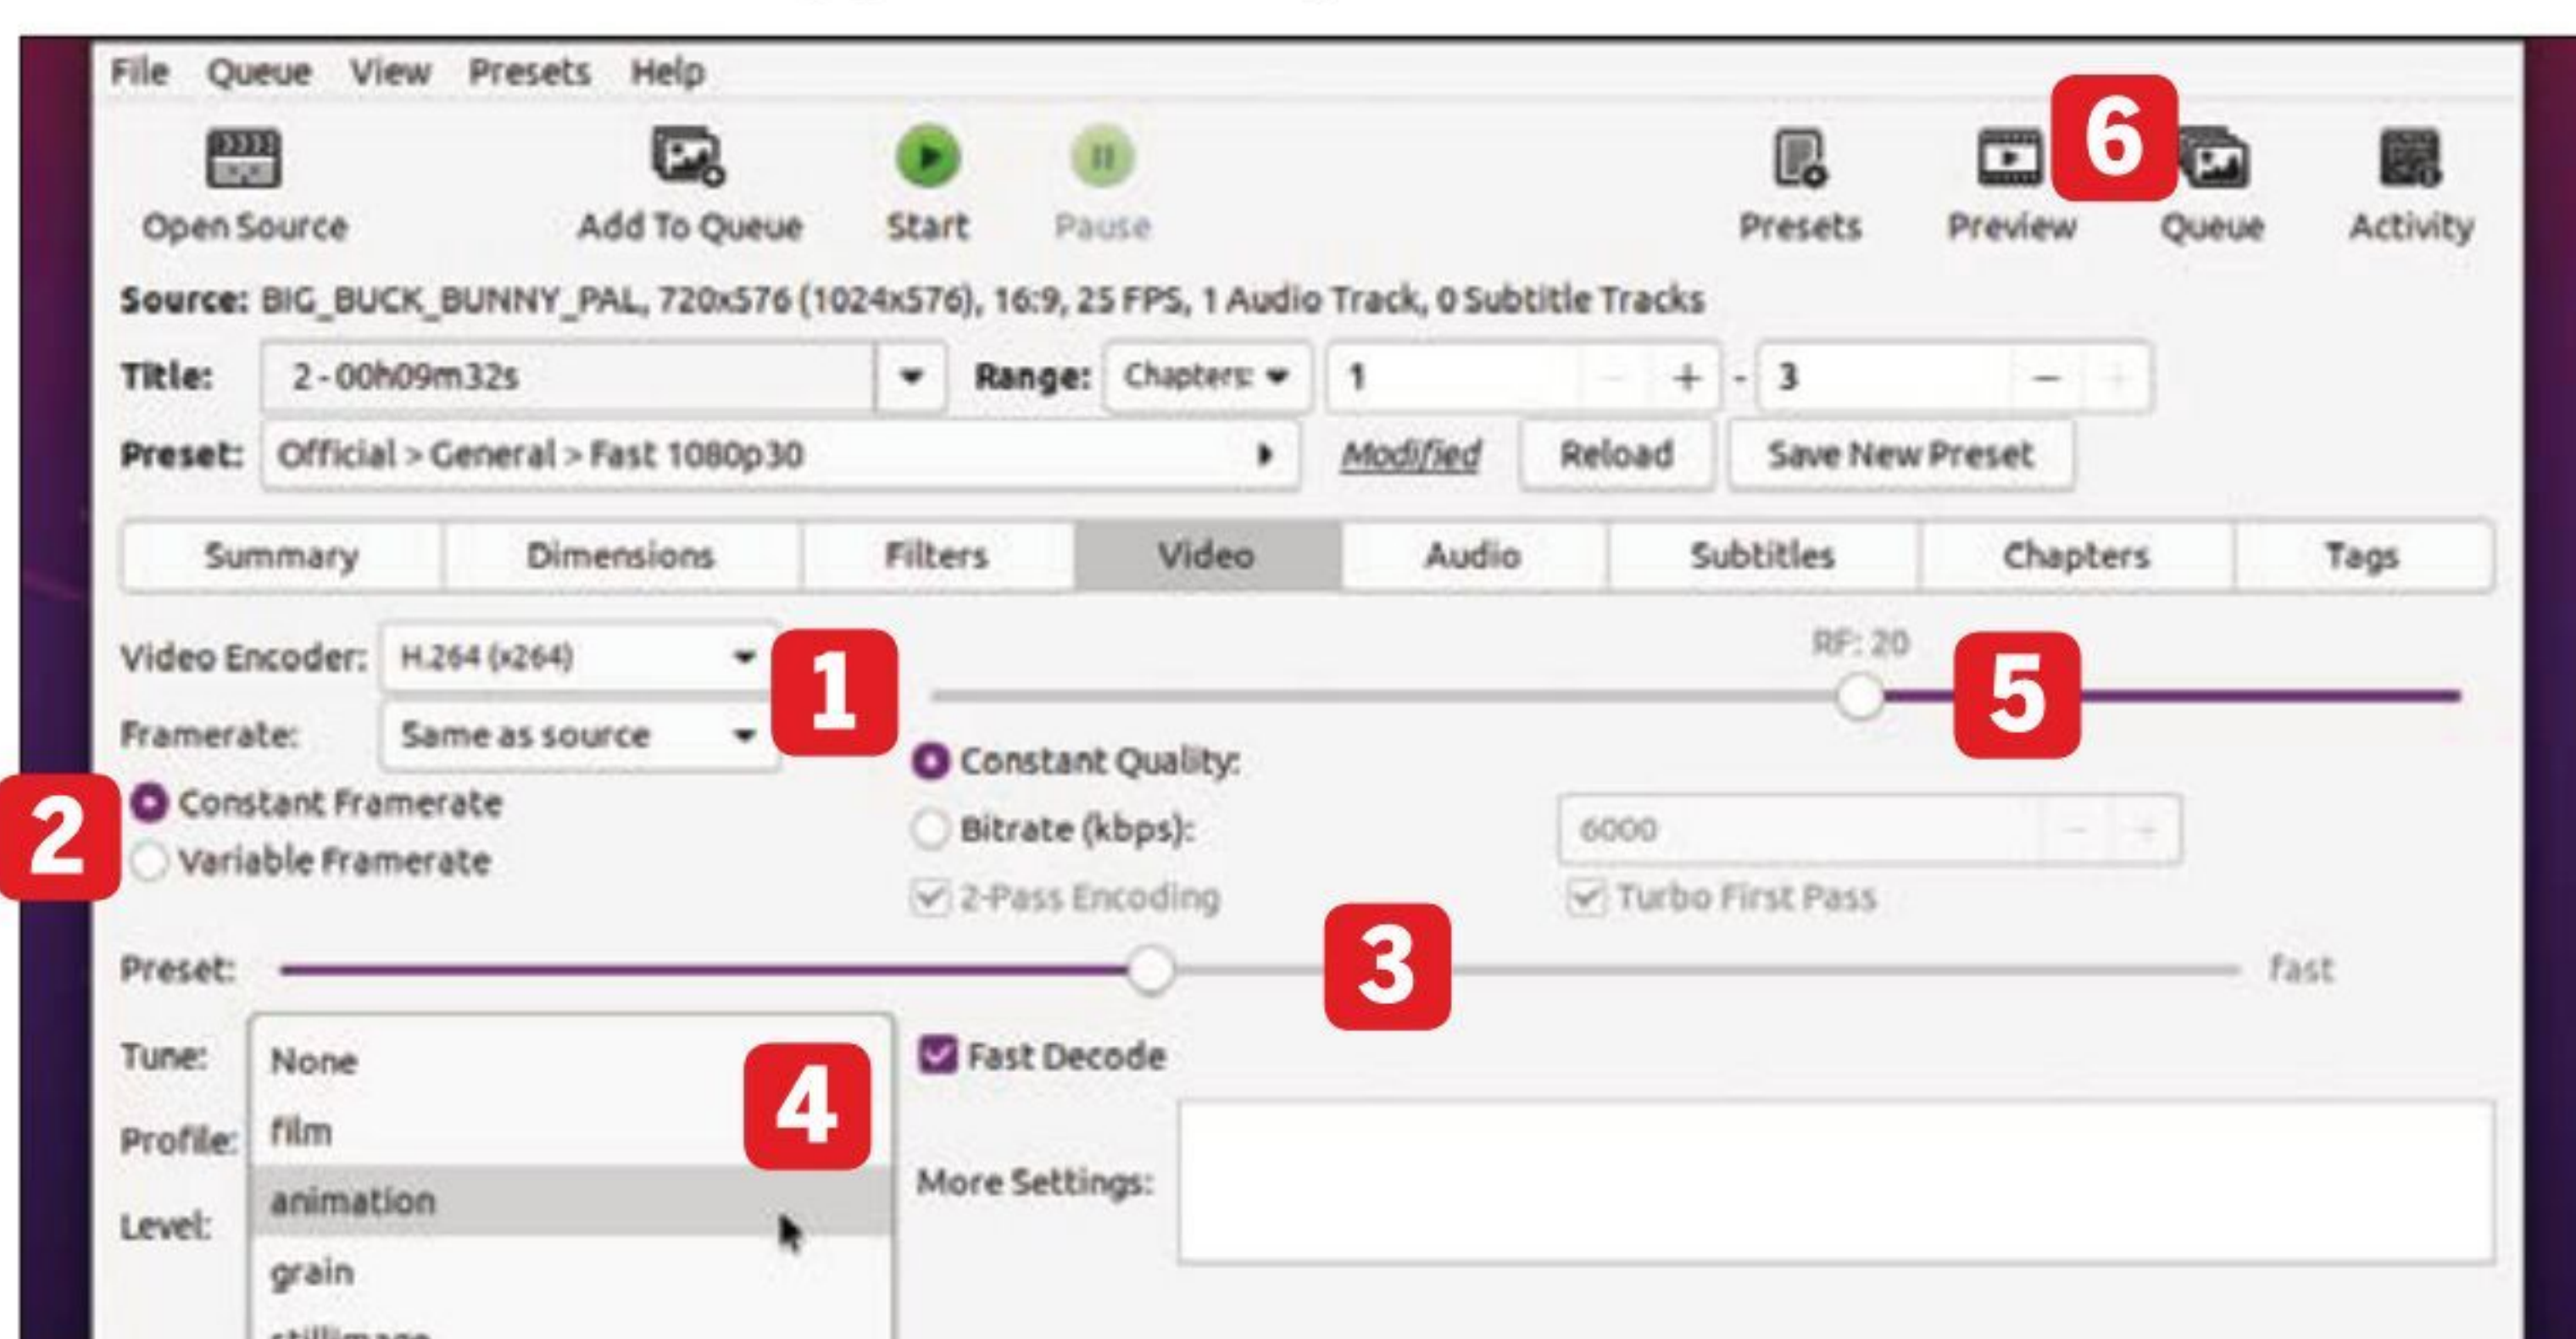 File Queue View Presets Help
6
Open Source Add To Queue Start Pause Presets Preview Queue Activity
Source: BIG_BUCK_BUNNY_PAL, 720x576 (1024x576), 16:9, 25 FPS, 1 Audio Track, 0 Subtitle Tracks
Title: 2 - 00h09m32s Range: Chapters: 1 - + - 3 - +
Preset: Official > General > Fast 1080p30 Modified Reload Save New Preset
Summary Dimensions Filters Video Audio Subtitles Chapters Tags
Video Encoder: H.264 (x264) 1 RF: 20 5
Framerate: Same as source
Constant Quality:
2 Constant Framerate
Bitrate (kbps): 6000 - +
Variable Framerate
2-Pass Encoding Turbo First Pass
Preset: 3 fast
Tune: None 4 Fast Decode
Profile: film
More Settings:
animation
Level:
grain
stillimage